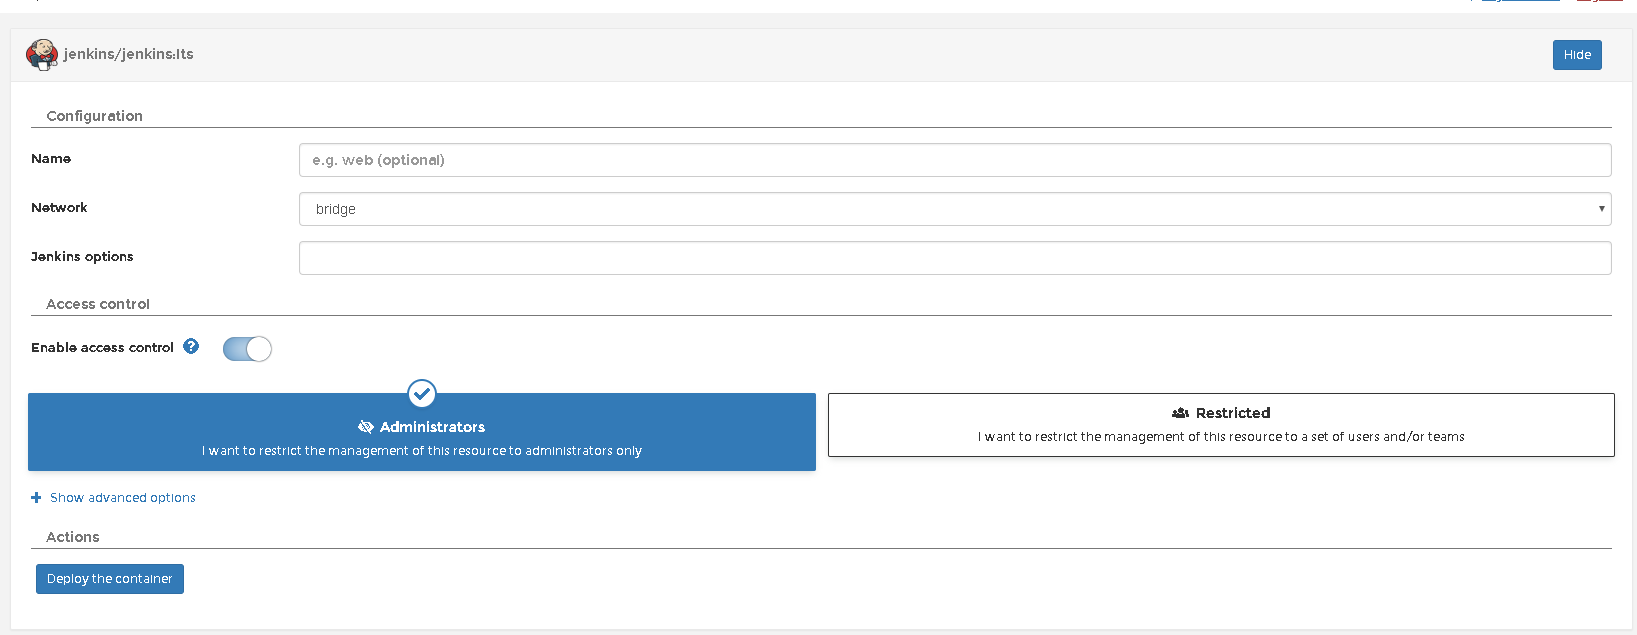 jenkins/jenkins:lts
Hide
Configuration
Name
e.g. web (optional)
Network
bridge
Jenkins options
Access control
Enable access control
Administrators
I want to restrict the management of this resource to administrators only
Restricted
I want to restrict the management of this resource to a set of users and/or teams
Show advanced options
Actions
Deploy the container